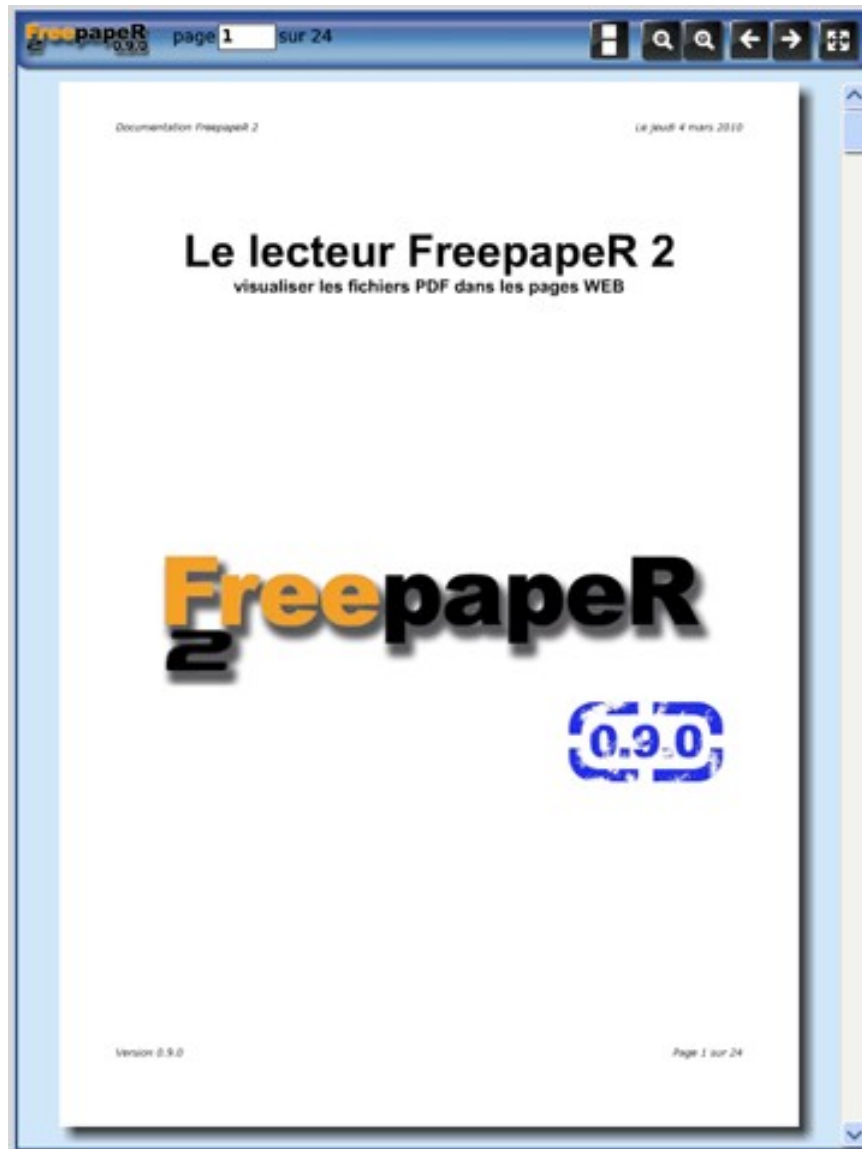 FreepapeR
0.9.0
2
page 1 sur 24
Documentation FreepapeR 2
Le jeudi 4 mars 2010
Le lecteur FreepapeR 2
visualiser les fichiers PDF dans les pages WEB
FreepapeR
2
0.9.0
Version 0.9.0
Page 1 sur 24